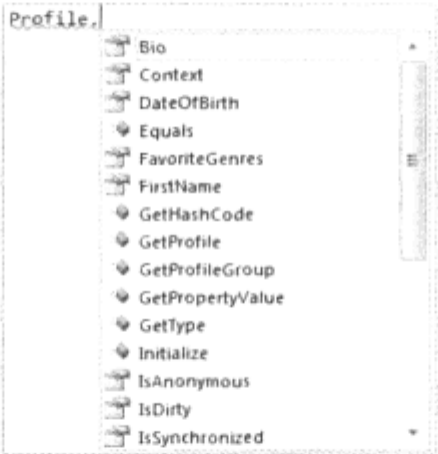 Profile.
Bio
Context
DateOfBirth
Equals
FavoriteGenres
FirstName
GetHashCode
GetProfile
GetProfileGroup
GetPropertyValue
GetType
Initialize
IsAnonymous
IsDirty
IsSynchronized